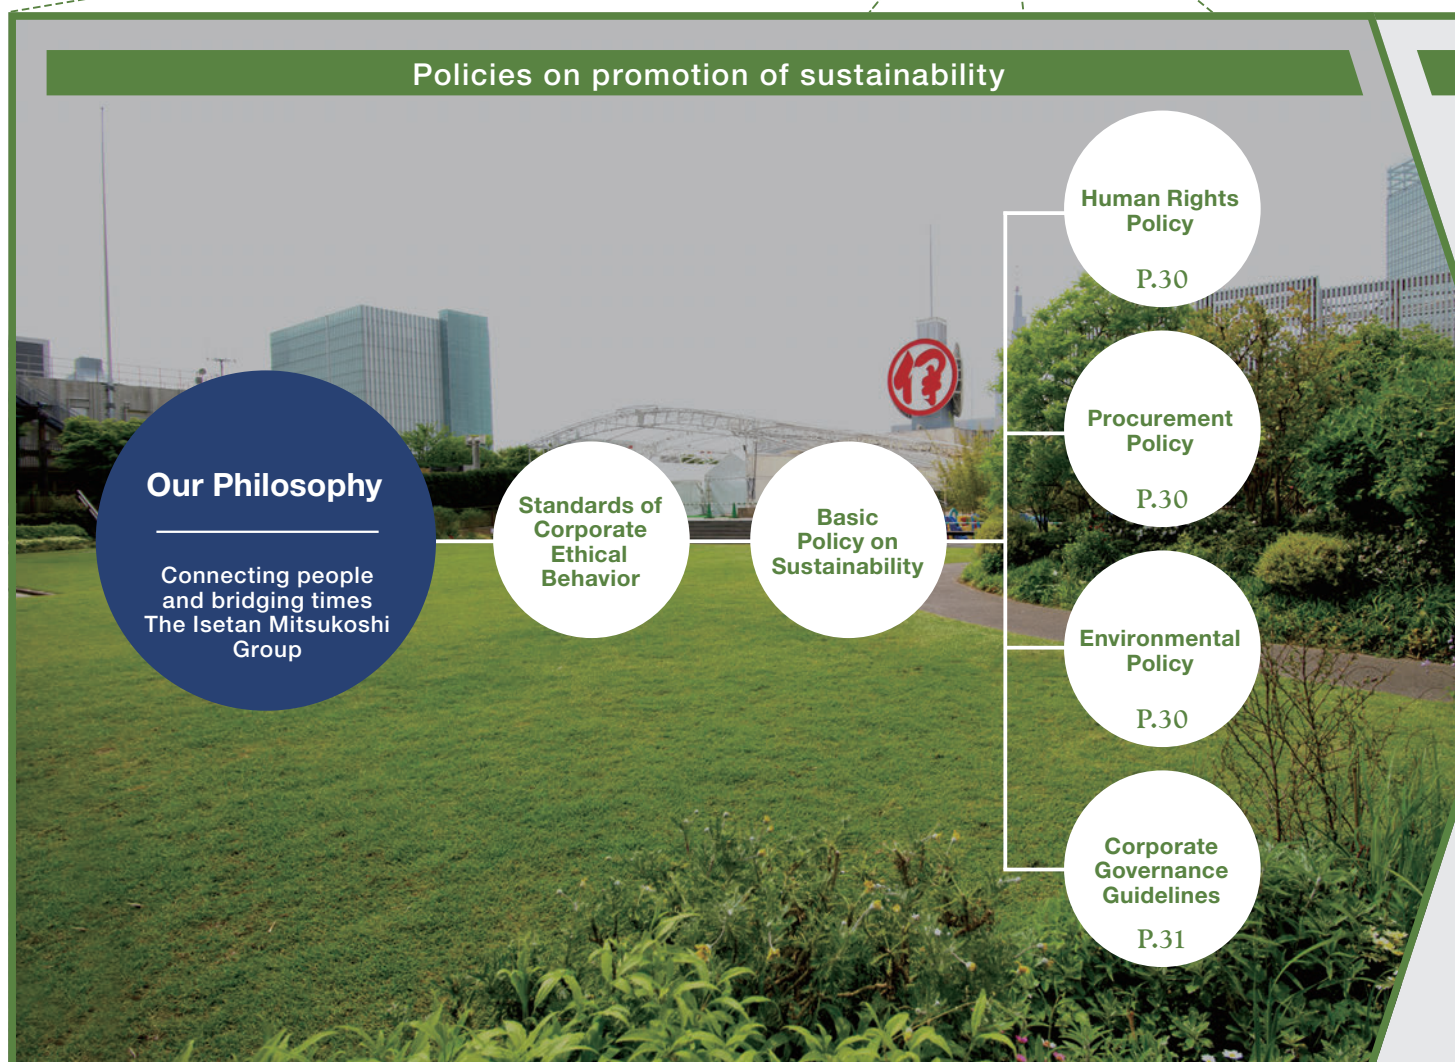 Policies on promotion of sustainability
Our Philosophy
Connecting people
and bridging times
The Isetan Mitsukoshi
Group
Standards of
Corporate
Ethical
Behavior
Basic
Policy on
Sustainability
Human Rights
Policy
P.30
Procurement
Policy
P.30
Environmental
Policy
P.30
Corporate
Governance
Guidelines
P.31
伊